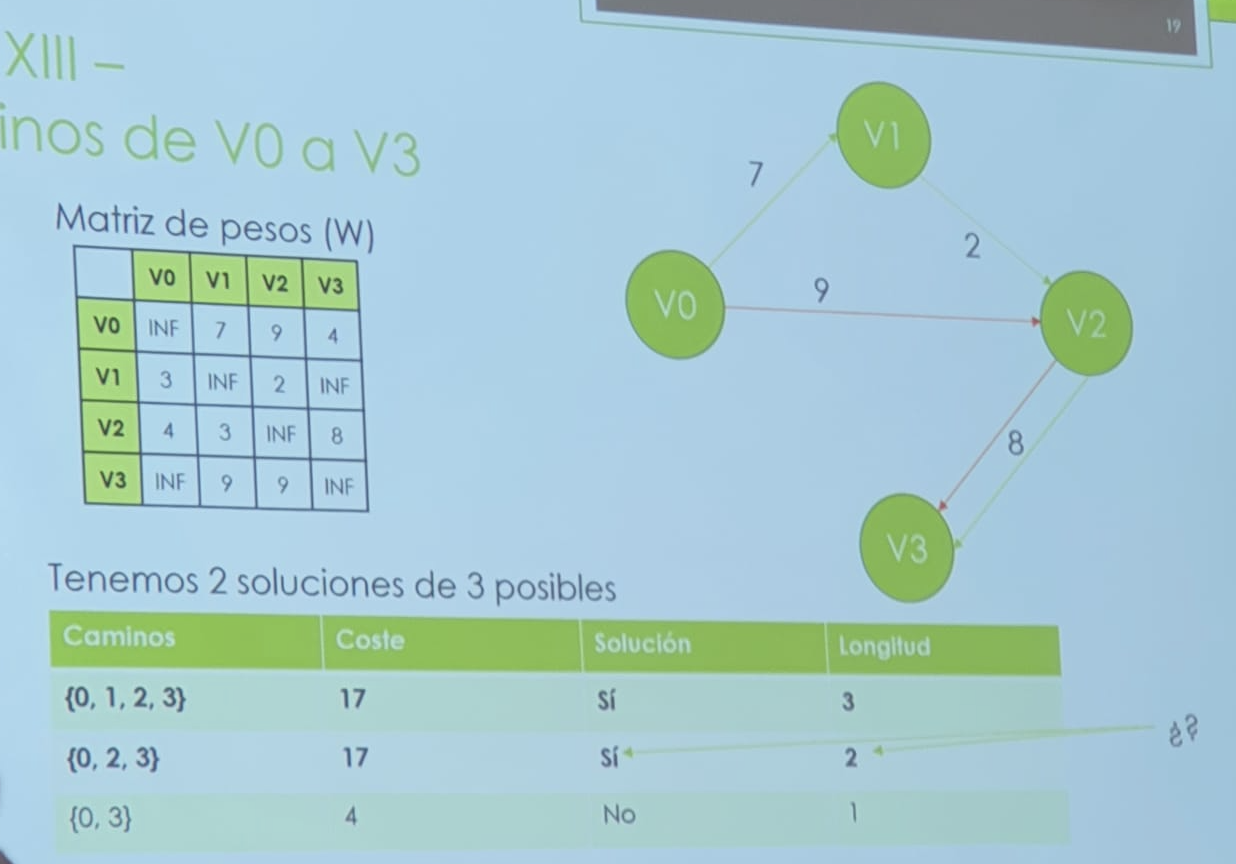 19
XIII –
inos de V0 a V3
Matriz de pesos (W)
V0 V1 V2 V3
V0 INF 7 9 4
V1 3 INF 2 INF
V2 4 3 INF 8
V3 INF 9 9 INF
V1
7
2
V0
9
V2
8
V3
Tenemos 2 soluciones de 3 posibles
Caminos Coste Solución Longitud
{0, 1, 2, 3} 17 Sí 3
{0, 2, 3} 17 Sí 2
¿?
{0, 3} 4 No 1